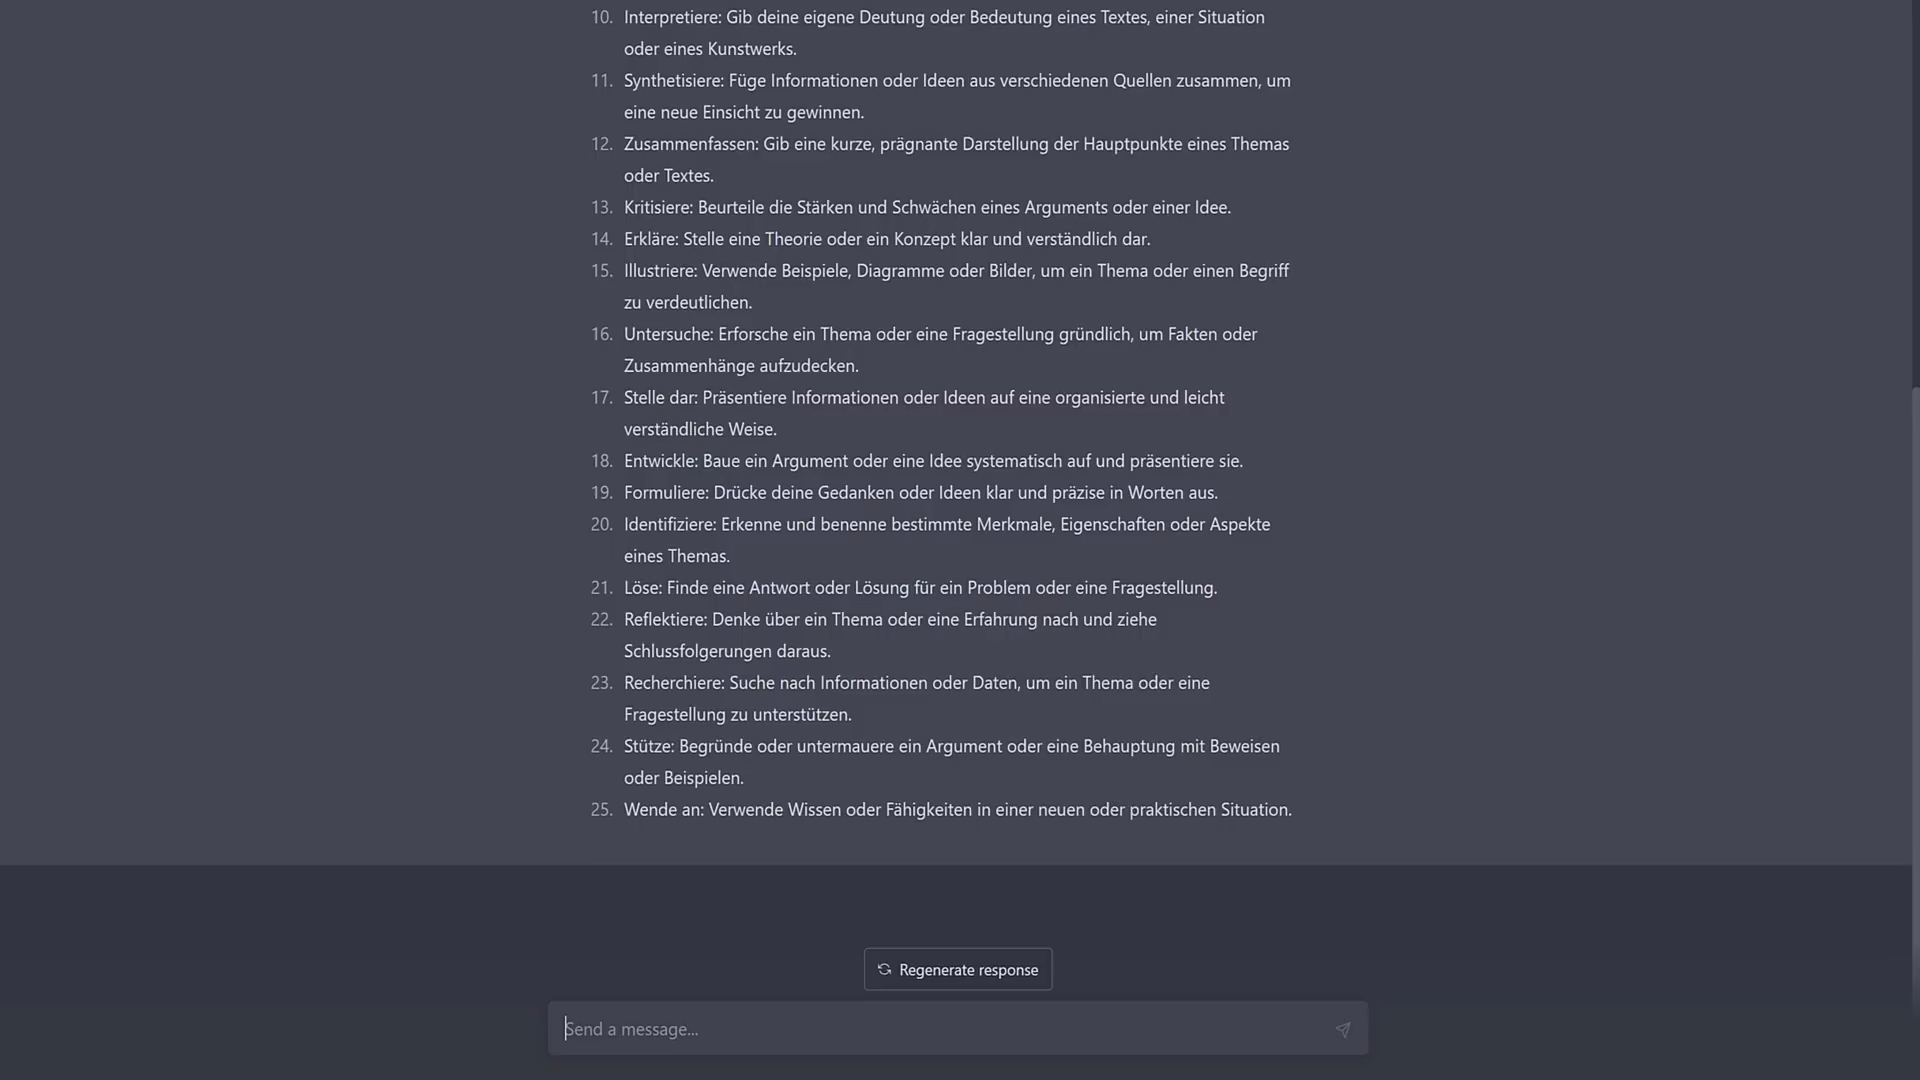 10. Interpretiere: Gib deine eigene Deutung oder Bedeutung eines Textes, einer Situation
oder eines Kunstwerks.
11. Synthetisiere: Füge Informationen oder Ideen aus verschiedenen Quellen zusammen, um
eine neue Einsicht zu gewinnen.
12. Zusammenfassen: Gib eine kurze, prägnante Darstellung der Hauptpunkte eines Themas
oder Textes.
13. Kritisiere: Beurteile die Stärken und Schwächen eines Arguments oder einer Idee.
14. Erkläre: Stelle eine Theorie oder ein Konzept klar und verständlich dar.
15. Illustriere: Verwende Beispiele, Diagramme oder Bilder, um ein Thema oder einen Begriff
zu verdeutlichen.
16. Untersuche: Erforsche ein Thema oder eine Fragestellung gründlich, um Fakten oder
Zusammenhänge aufzudecken.
17. Stelle dar: Präsentiere Informationen oder Ideen auf eine organisierte und leicht
verständliche Weise.
18. Entwickle: Baue ein Argument oder eine Idee systematisch auf und präsentiere sie.
19. Formuliere: Drücke deine Gedanken oder Ideen klar und präzise in Worten aus.
20. Identifiziere: Erkenne und benenne bestimmte Merkmale, Eigenschaften oder Aspekte
eines Themas.
21. Löse: Finde eine Antwort oder Lösung für ein Problem oder eine Fragestellung.
22. Reflektiere: Denke über ein Thema oder eine Erfahrung nach und ziehe
Schlussfolgerungen daraus.
23. Recherchiere: Suche nach Informationen oder Daten, um ein Thema oder eine
Fragestellung zu unterstützen.
24. Stütze: Begründe oder untermauere ein Argument oder eine Behauptung mit Beweisen
oder Beispielen.
25. Wende an: Verwende Wissen oder Fähigkeiten in einer neuen oder praktischen Situation.
Regenerate response
Send a message...